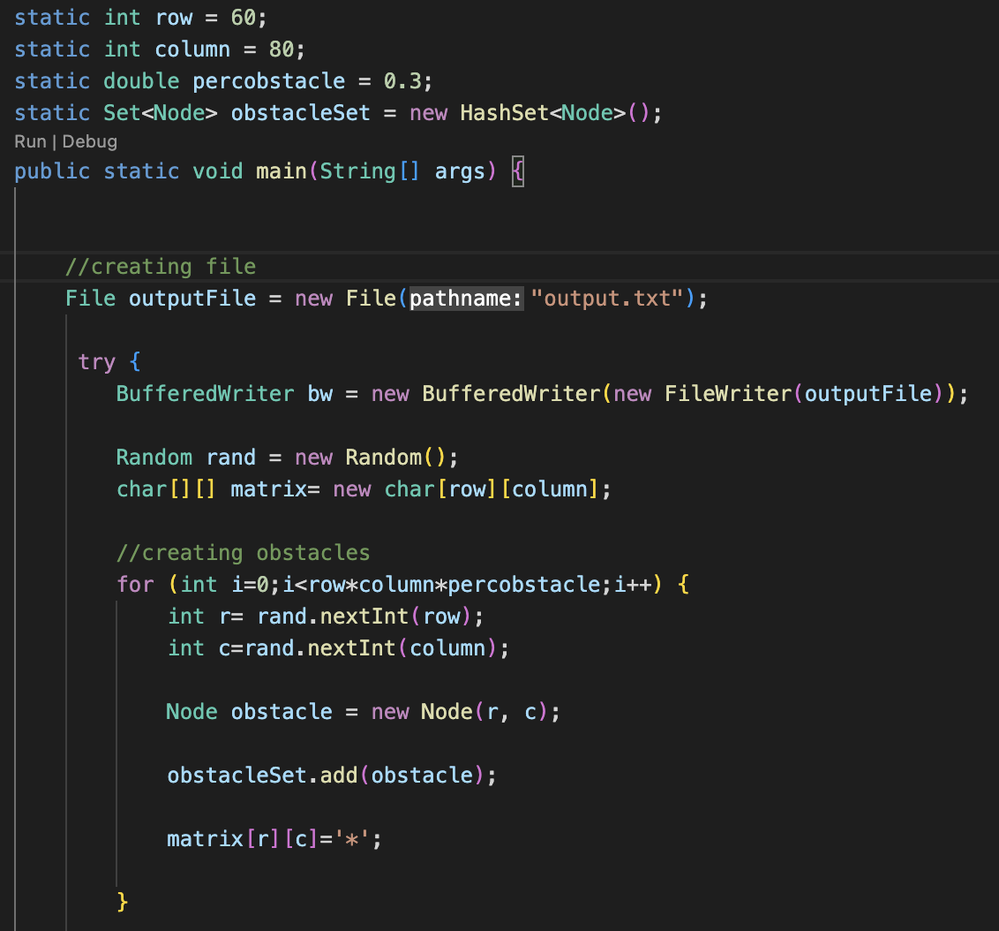 static int row = 60;
static int column = 80;
static double percobstacle = 0.3;
static Set<Node> obstacleSet = new HashSet<Node>();
Run | Debug
public static void main(String[] args) {
//creating file
File outputFile = new File(pathname: "output.txt");
try {
BufferedWriter bw = new BufferedWriter(new FileWriter(outputFile));
Random rand = new Random();
char[][] matrix= new char[row][column];
//creating obstacles
for (int i=0;i<row*column*percobstacle;i++) {
int r= rand.nextInt(row);
int c=rand.nextInt(column);
Node obstacle = new Node(r, c);
obstacleSet.add(obstacle);
matrix[r][c]='*';
}